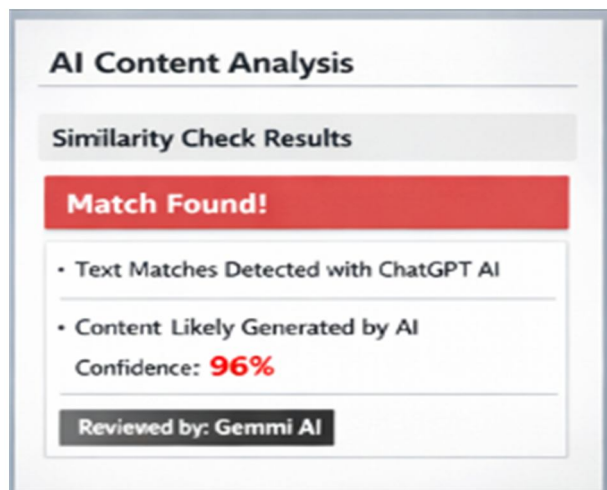 AI Content Analysis
Similarity Check Results
Match Found!
• Text Matches Detected with ChatGPT AI
• Content Likely Generated by AI
Confidence: 96%
Reviewed by: Gemmi AI